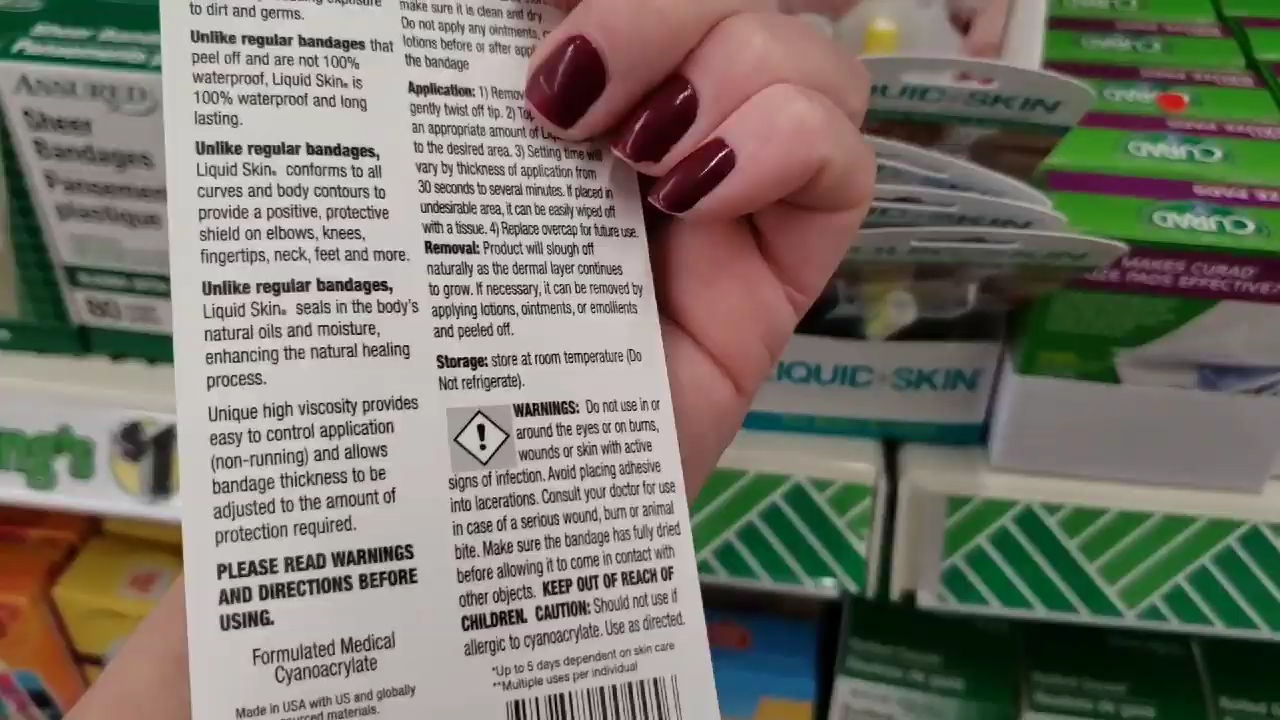 to dirt and germs.
Unlike regular bandages that
peel off and are not 100%
waterproof, Liquid Skin® is
100% waterproof and long
lasting.
Unlike regular bandages,
Liquid Skin® conforms to all
curves and body contours to
provide a positive, protective
shield on elbows, knees,
fingertips, neck, feet and more.
Unlike regular bandages,
Liquid Skin® seals in the body's
natural oils and moisture,
enhancing the natural healing
process.
Unique high viscosity provides
easy to control application
(non-running) and allows
bandage thickness to be
adjusted to the amount of
protection required.
PLEASE READ WARNINGS
AND DIRECTIONS BEFORE
USING.
Formulated Medical
Cyanoacrylate
Made in USA with US and globally
materials.
make sure it is clean and dry
Do not apply any ointments,
lotions before or after
the bandage
Application: 1)
gently twist off tip. 2)
an appropriate amount of
to the desired area. 3) Setting time will
vary by thickness of application from
30 seconds to several minutes. If placed in
undesirable area, it can be easily wiped off
with a tissue. 4) Replace overcap for future use.
Removal: Product will slough off
naturally as the dermal layer continues
to grow. If necessary, it can be removed by
applying lotions, ointments, or emollients
and peeled off.
Storage: store at room temperature (Do
Not refrigerate).
WARNINGS: Do not use in or
around the eyes or on burns,
wounds or skin with active
signs of infection. Avoid placing adhesive
into lacerations. Consult your doctor for use
in case of a serious wound, burn or animal
bite. Make sure the bandage has fully dried
before allowing it to come in contact with
other objects. KEEP OUT OF REACH OF
CHILDREN. CAUTION: Should not use if
allergic to cyanoacrylate. Use as directed.
*Up to 5 days dependent on skin care
**Multiple uses per individual
ASSURED
Sheer
Bandages
Pansement
plastique
80
$1
SKIN
SKIN
LIQUID SKIN
CURAD
CURAD
CURAD
CURAD
MAKES CURAD
PADS EFFECTIVE